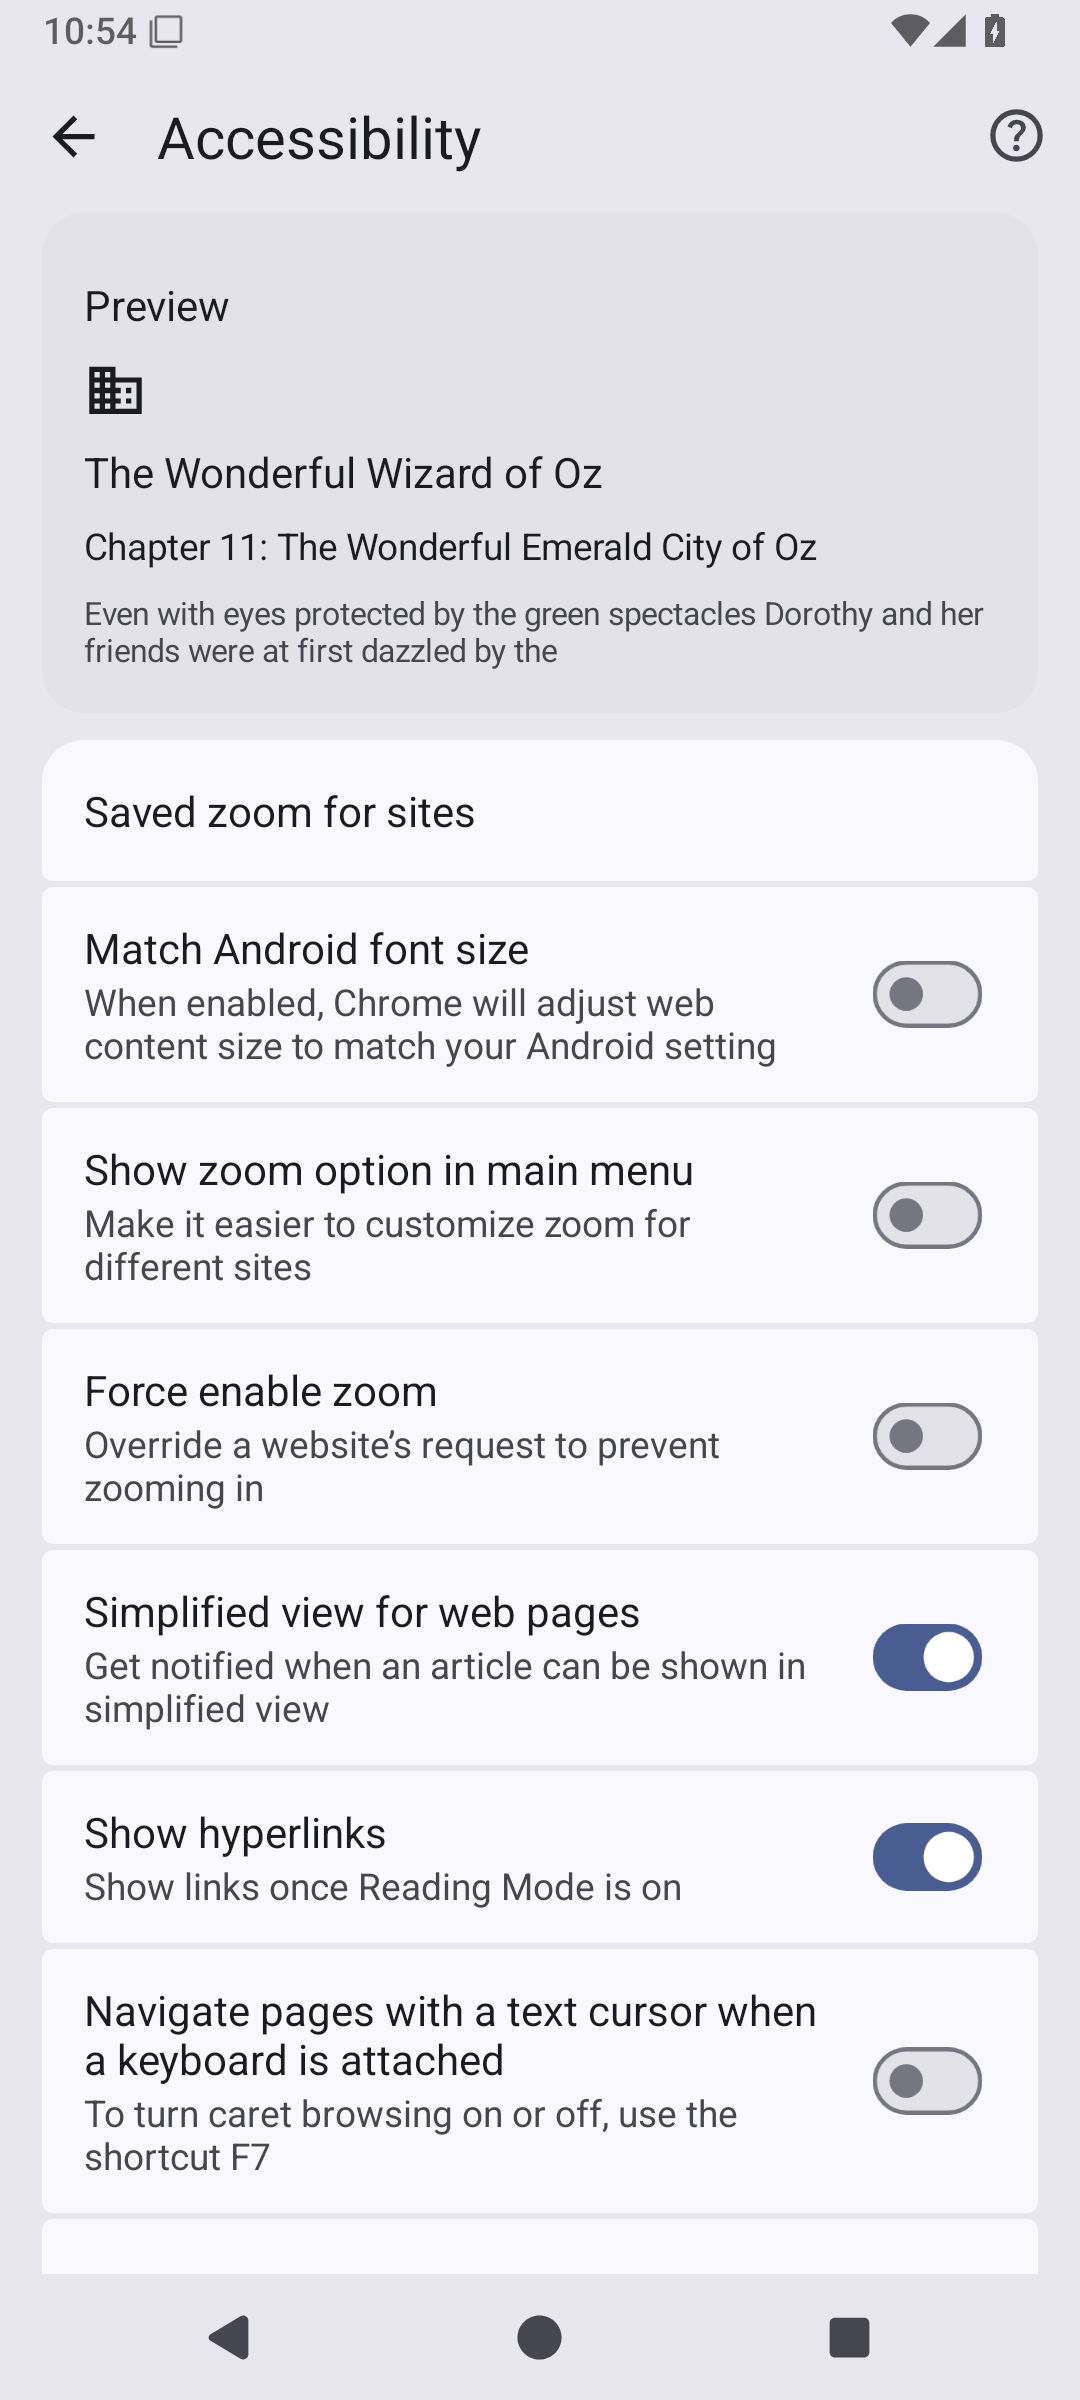 10:54
Accessibility
Preview
The Wonderful Wizard of Oz
Chapter 11: The Wonderful Emerald City of Oz
Even with eyes protected by the green spectacles Dorothy and her
friends were at first dazzled by the
Saved zoom for sites
Match Android font size
When enabled, Chrome will adjust web
content size to match your Android setting
Show zoom option in main menu
Make it easier to customize zoom for
different sites
Force enable zoom
Override a website’s request to prevent
zooming in
Simplified view for web pages
Get notified when an article can be shown in
simplified view
Show hyperlinks
Show links once Reading Mode is on
Navigate pages with a text cursor when
a keyboard is attached
To turn caret browsing on or off, use the
shortcut F7